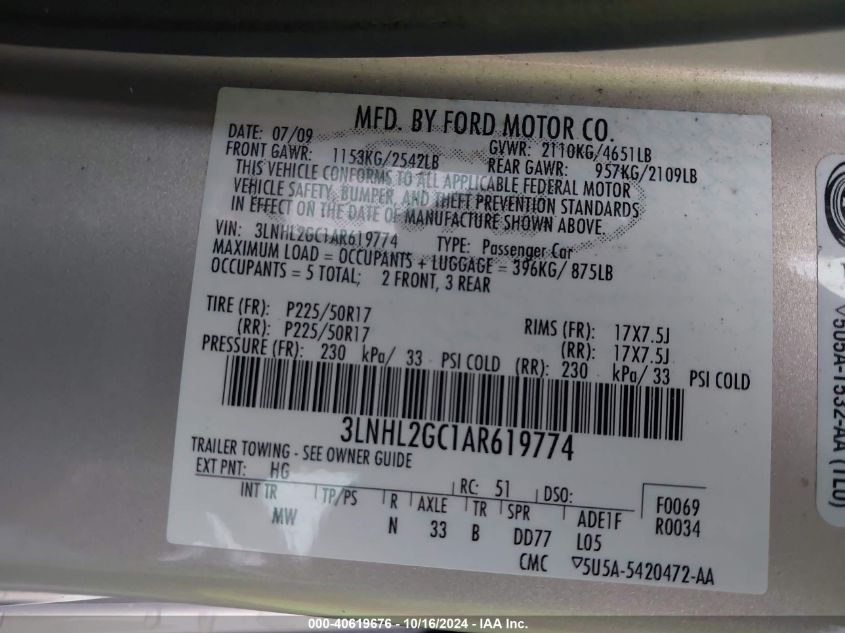 MFD. BY FORD MOTOR CO.
DATE: 07/09 GVWR: 2110KG/4651LB
FRONT GAWR: 1153KG/2542LB REAR GAWR: 957KG/2109LB
THIS VEHICLE CONFORMS TO ALL APPLICABLE FEDERAL MOTOR
VEHICLE SAFETY, BUMPER, AND THEFT PREVENTION STANDARDS
IN EFFECT ON THE DATE OF MANUFACTURE SHOWN ABOVE.
VIN: 3LNHL2GC1AR619774 TYPE: Passenger Car
MAXIMUM LOAD = OCCUPANTS + LUGGAGE = 396KG/ 875LB
OCCUPANTS = 5 TOTAL; 2 FRONT, 3 REAR
TIRE (FR): P225/50R17 RIMS (FR): 17X7.5J
(RR): P225/50R17 (RR): 17X7.5J
PRESSURE (FR): 230 kPa/ 33 PSI COLD (RR): 230 kPa/ 33 PSI COLD
3LNHL2GC1AR619774
TRAILER TOWING - SEE OWNER GUIDE
EXT PNT: HG RC: 51 DSO: F0069
INT TR TP/PS R AXLE TR SPR ADE1F R0034
MW N 33 B DD77 L05
CMC 5U5A-5420472-AA
5U5A-1532-AA (TLO)
000-40619676 - 10/16/2024 - IAA Inc.